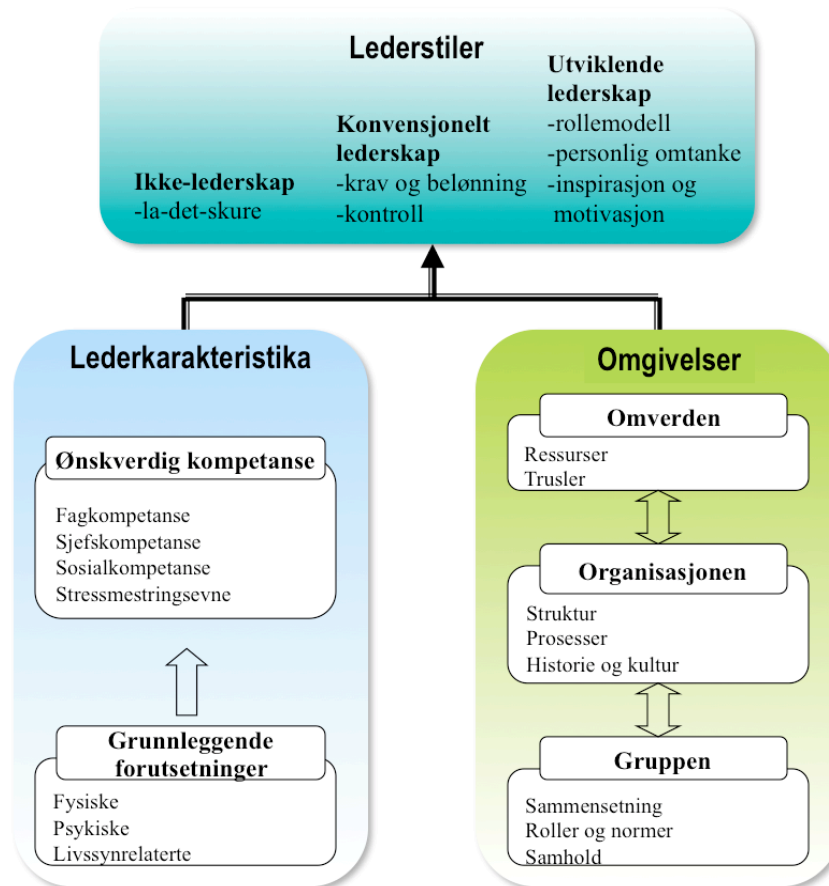 Lederstiler
Ikke-lederskap
-la-det-skure
Konvensjonelt
lederskap
-krav og belønning
-kontroll
Utviklende
lederskap
-rollemodell
-personlig omtanke
-inspirasjon og
motivasjon
Lederkarakteristika
Ønskverdig kompetanse
Fagkompetanse
Sjefskompetanse
Sosialkompetanse
Stressmestringsevne
Grunnleggende
forutsetninger
Fysiske
Psykiske
Livssynrelaterte
Omgivelser
Omverden
Ressurser
Trusler
Organisasjonen
Struktur
Prosesser
Historie og kultur
Gruppen
Sammensetning
Roller og normer
Samhold